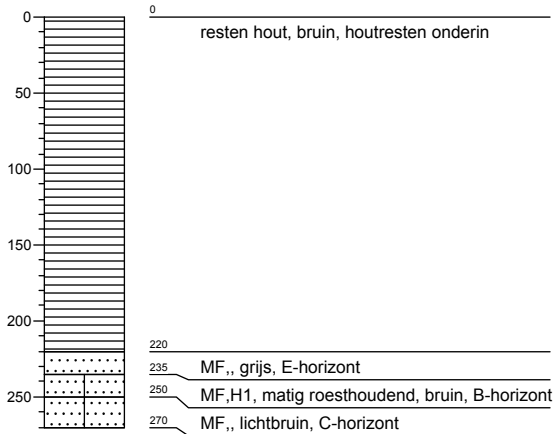 0
0
resten hout, bruin, houtresten onderin
50
100
150
200
220
235
MF,, grijs, E-horizont
250
250
MF,H1, matig roesthoudend, bruin, B-horizont
270
MF,, lichtbruin, C-horizont